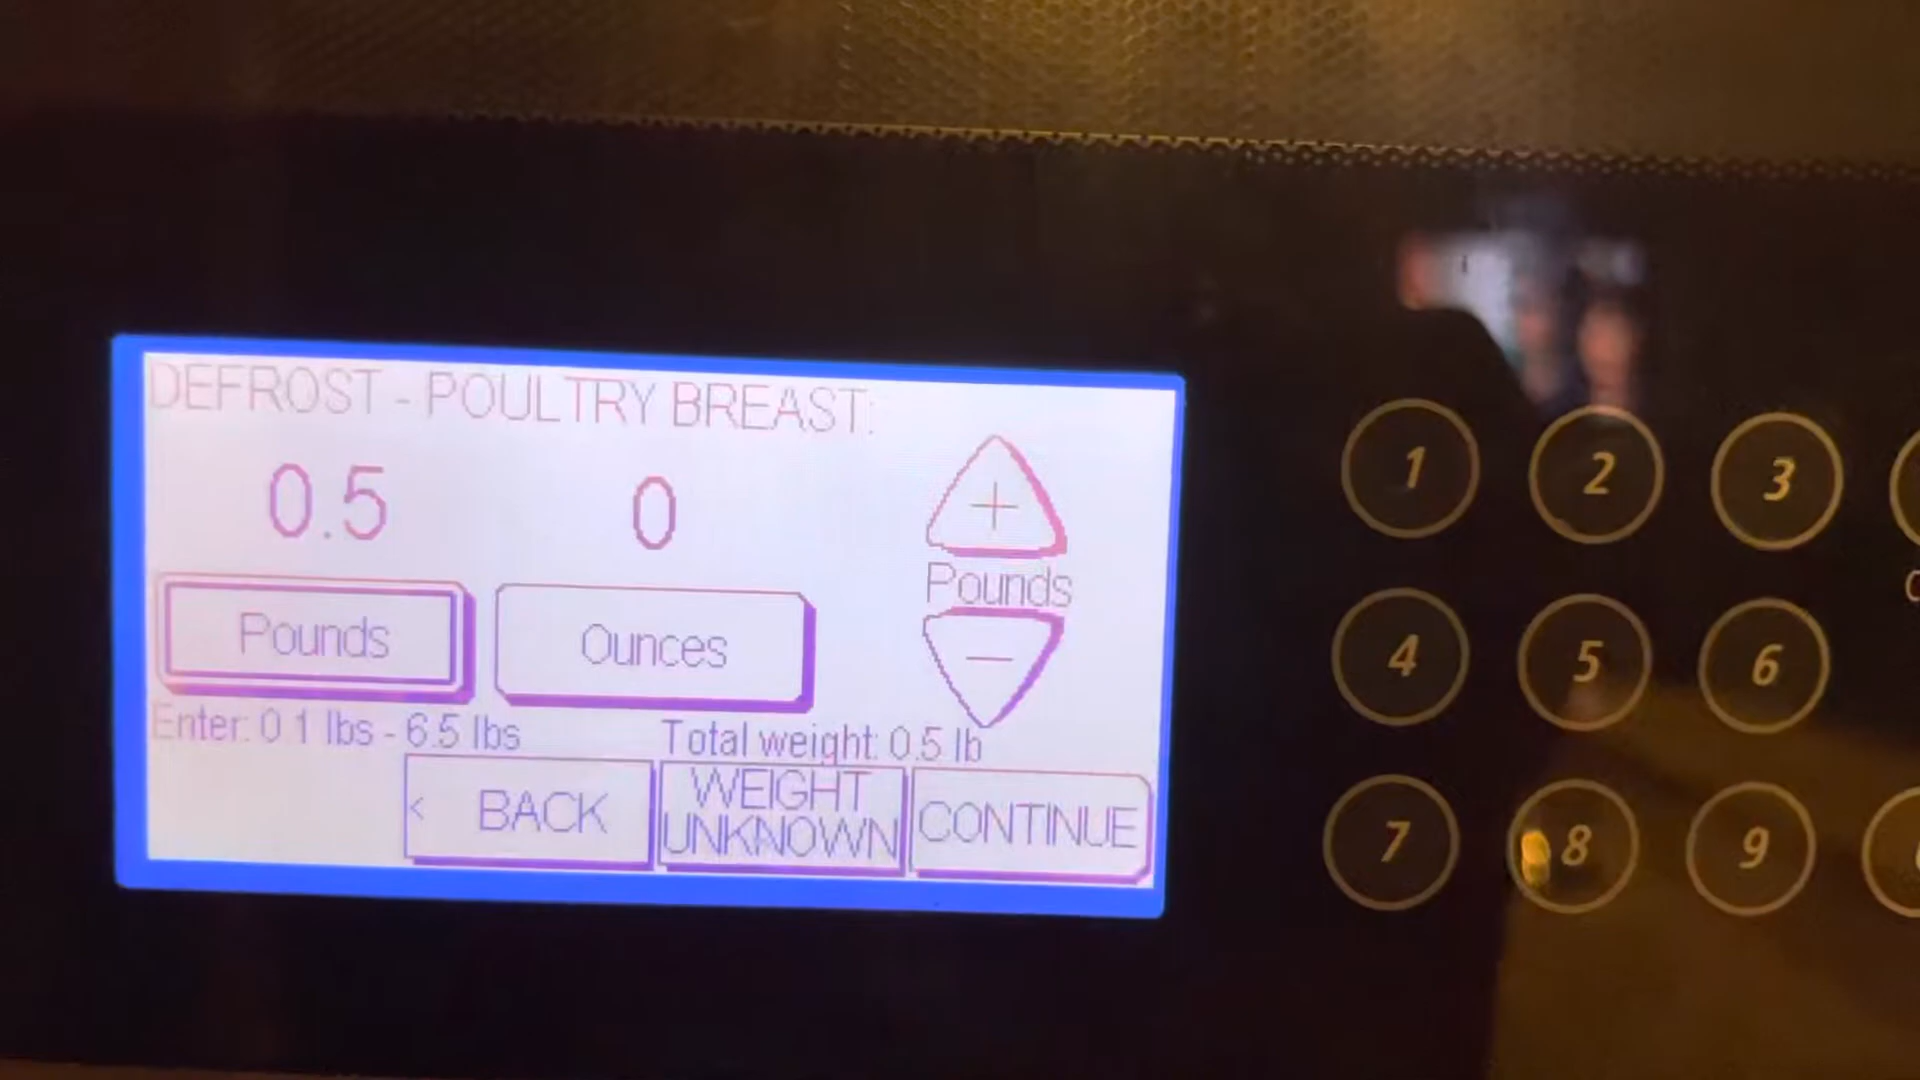 DEFROST - POULTRY BREAST:
0.5 0
+
Pounds
-
Pounds Ounces
Enter: 0.1 lbs - 6.5 lbs Total weight: 0.5 lb
< BACK
WEIGHT
UNKNOWN
CONTINUE
1 2 3
4 5 6
7 8 9